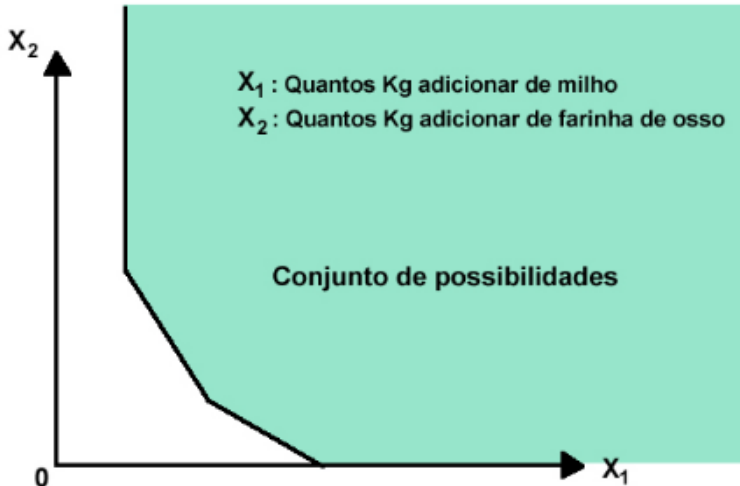 X₂
X₁ : Quantos Kg adicionar de milho
X₂ : Quantos Kg adicionar de farinha de osso
Conjunto de possibilidades
0
X₁